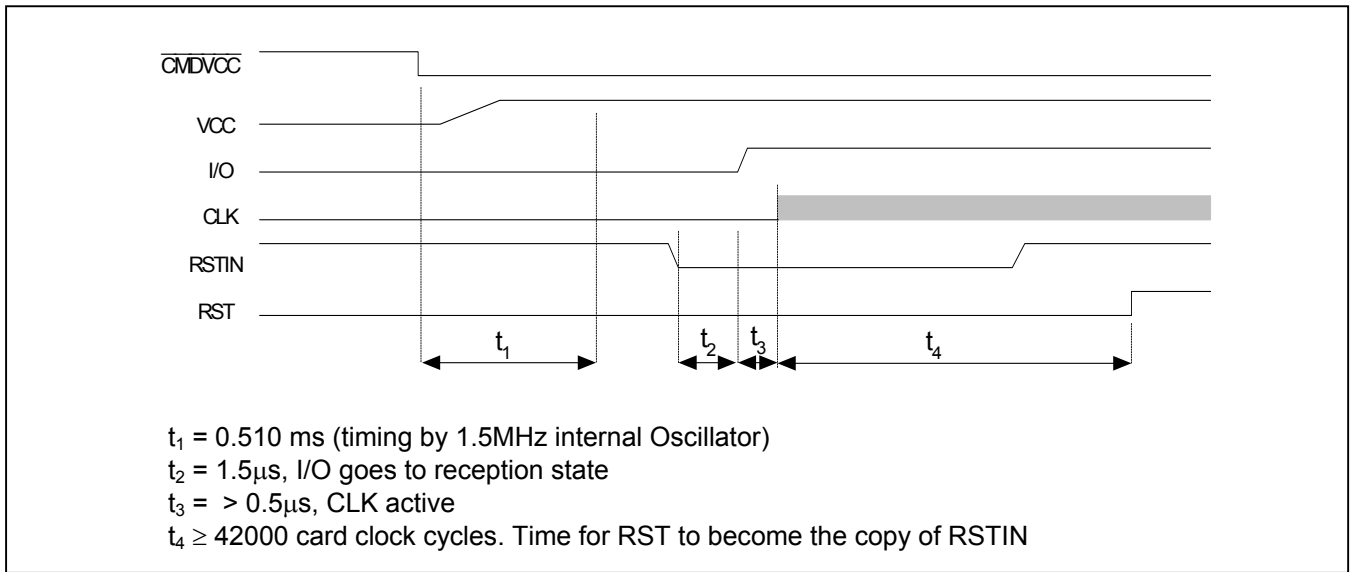 CMDVCC
VCC
I/O
CLK
RSTIN
RST
t₁ t₂ t₃ t₄
t₁ = 0.510 ms (timing by 1.5MHz internal Oscillator)
t₂ = 1.5μs, I/O goes to reception state
t₃ = > 0.5μs, CLK active
t₄ ≥ 42000 card clock cycles. Time for RST to become the copy of RSTIN